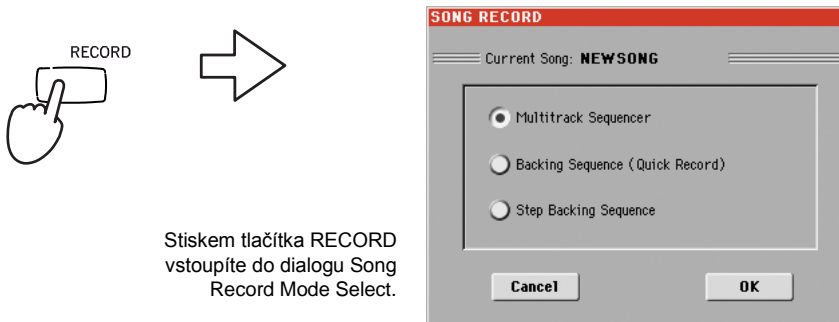 RECORD
Stiskem tlačítka RECORD
vstoupíte do dialogu Song
Record Mode Select.
SONG RECORD
Current Song: NEWSONG
Multitrack Sequencer
Backing Sequence (Quick Record)
Step Backing Sequence
Cancel OK